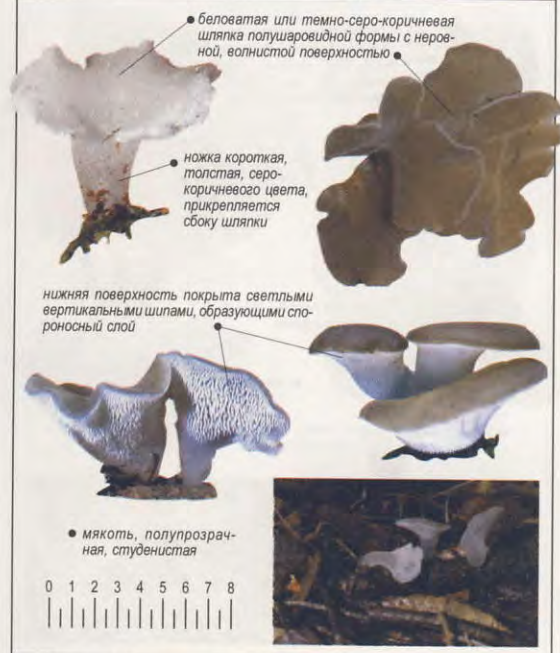 беловатая или темно-серо-коричневая
шляпка полушаровидной формы с неров-
ной, волнистой поверхностью
ножка короткая,
толстая, серо-
коричневого цвета,
прикрепляется
сбоку шляпки
нижняя поверхность покрыта светлыми
вертикальными шипами, образующими спо-
роносный слой
мякоть, полупрозрач-
ная, студенистая
0 1 2 3 4 5 6 7 8